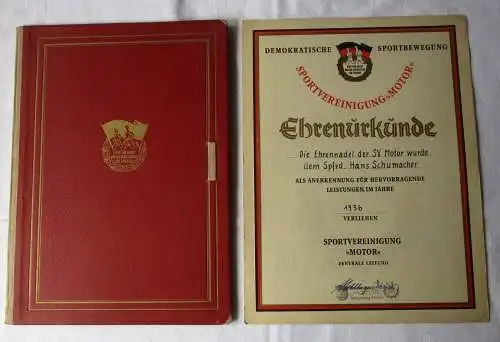 DEMOKRATISCHE SPORTBEWEGUNG
SPORTVEREINIGUNG »MOTOR«
Ehrenurkunde
Die Ehrennadel der SV Motor wurde
dem Spfrd. Hans Schumacher
ALS ANERKENNUNG FÜR HERVORRAGENDE
LEISTUNGEN IM JAHRE
1956
VERLIEHEN
SPORTVEREINIGUNG
»MOTOR«
ZENTRALE LEITUNG